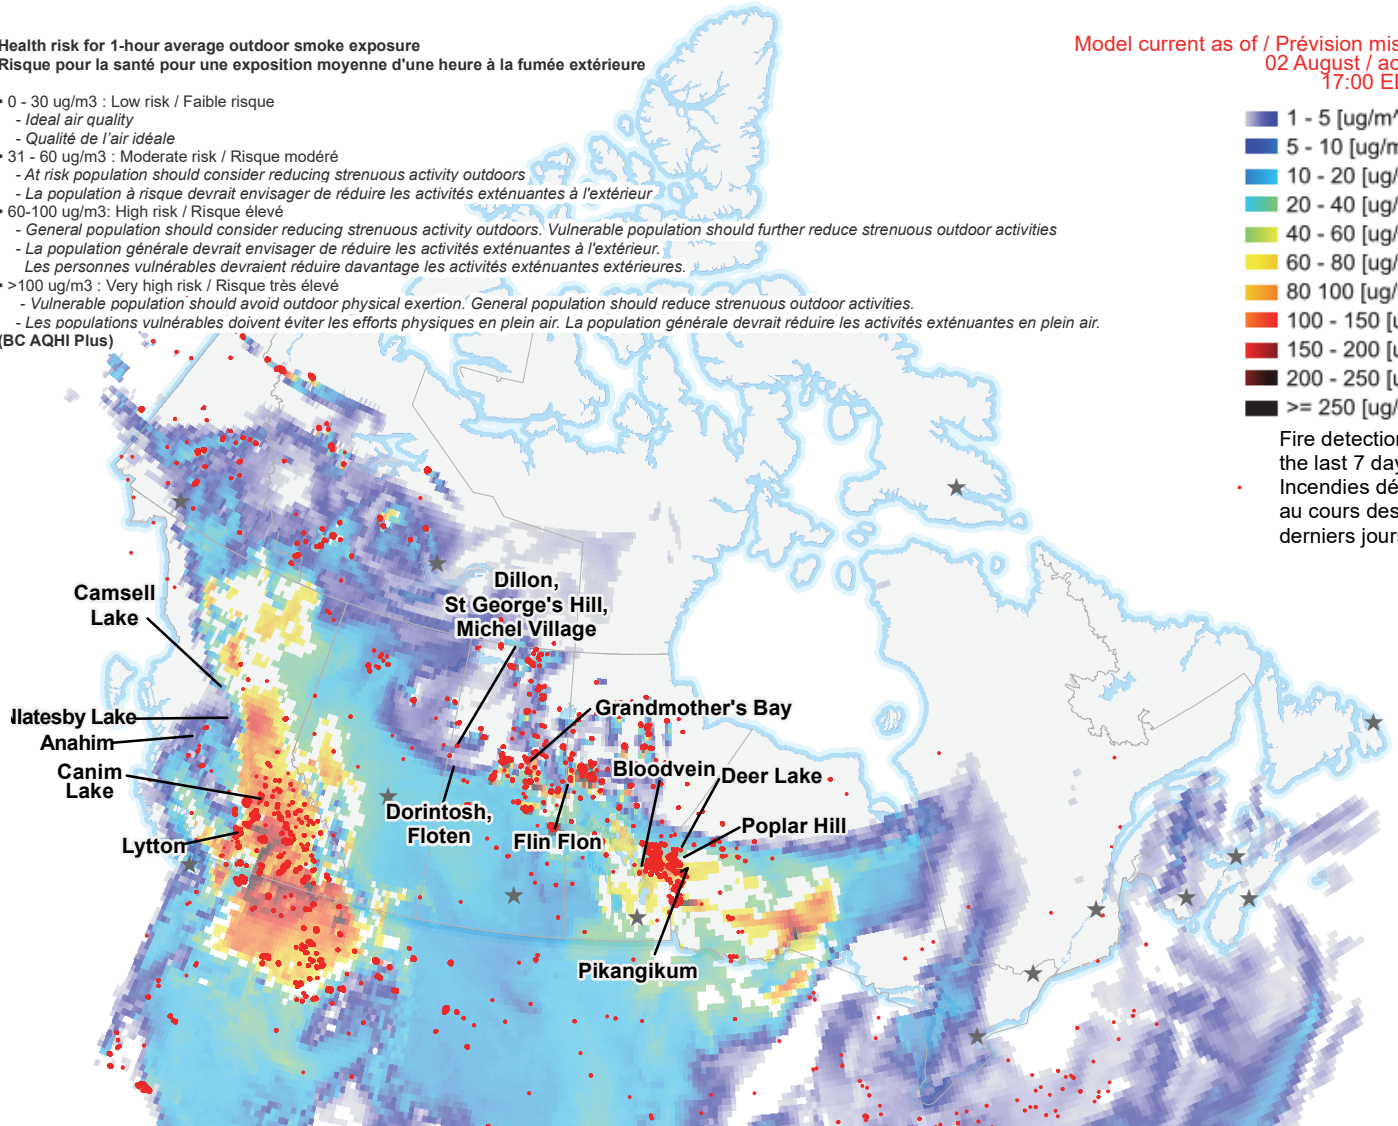 Health risk for 1-hour average outdoor smoke exposure
Risque pour la santé pour une exposition moyenne d'une heure à la fumée extérieure
• 0 - 30 ug/m3 : Low risk / Faible risque
- Ideal air quality
- Qualité de l'air idéale
• 31 - 60 ug/m3 : Moderate risk / Risque modéré
- At risk population should consider reducing strenuous activity outdoors
- La population à risque devrait envisager de réduire les activités exténuantes à l'extérieur
• 60-100 ug/m3: High risk / Risque élevé
- General population should consider reducing strenuous activity outdoors. Vulnerable population should further reduce strenuous outdoor activities
- La population générale devrait envisager de réduire les activités exténuantes à l'extérieur.
Les personnes vulnérables devraient réduire davantage les activités exténuantes extérieures.
• >100 ug/m3 : Very high risk / Risque très élevé
- Vulnerable population should avoid outdoor physical exertion. General population should reduce strenuous outdoor activities.
- Les populations vulnérables doivent éviter les efforts physiques en plein air. La population générale devrait réduire les activités exténuantes en plein air.
(BC AQHI Plus)
Model current as of / Prévision mis
02 August / ao
17:00 E
1 - 5 [ug/m^
5 - 10 [ug/m
10 - 20 [ug/
20 - 40 [ug/
40 - 60 [ug/
60 - 80 [ug/
80 100 [ug/
100 - 150 [u
150 - 200 [u
200 - 250 [u
>= 250 [ug/
Fire detection
the last 7 day
Incendies dé
au cours des
derniers jours
Camsell
Lake
llatesby Lake
Anahim
Canim
Lake
Lytton
Dillon,
St George's Hill,
Michel Village
Grandmother's Bay
Bloodvein
Deer Lake
Poplar Hill
Dorintosh,
Floten
Flin Flon
Pikangikum